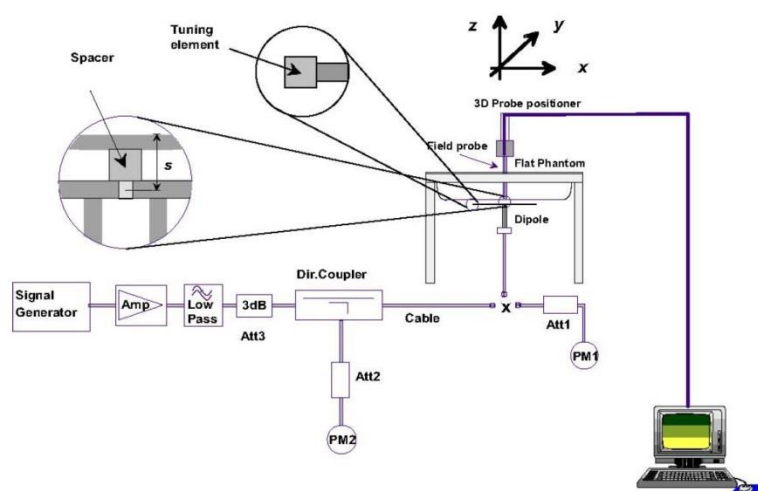 Tuning
element
Spacer
z
y
x
s
3D Probe positioner
Field probe
Flat Phantom
Dipole
Dir.Coupler
Signal
Generator
Amp
Low
Pass
3dB
Att3
Cable
x
Att1
PM1
Att2
PM2